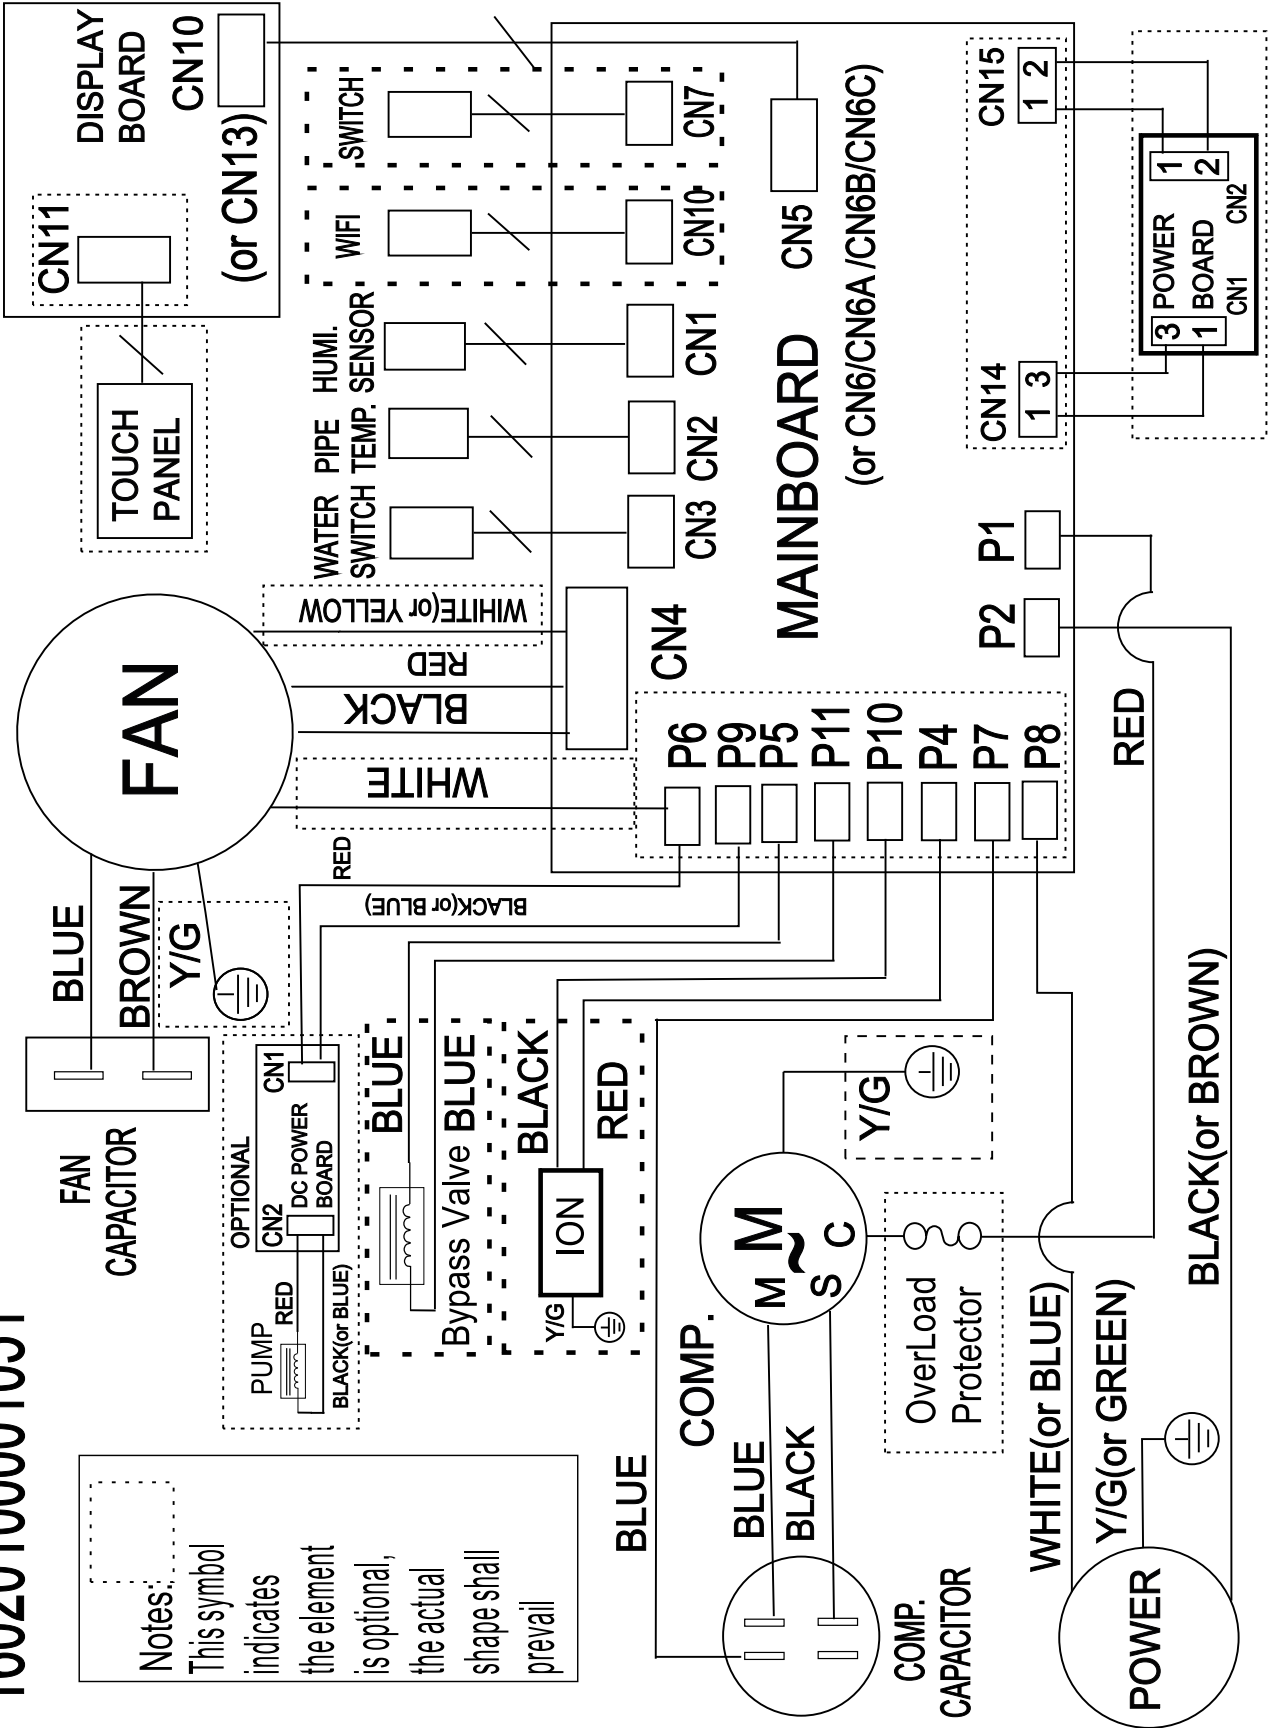 DISPLAY
BOARD
CN10
(or CN13)
CN11
TOUCH
PANEL
SWITCH
CN7
WIFI
CN10
HUMI.
SENSOR
CN1
PIPE
TEMP.
CN2
WATER
SWITCH
CN3
CN5
(or CN6/CN6A /CN6B/CN6C)
MAINBOARD
CN15
1 2
CN14
1 3
POWER
BOARD
1
2
CN2
3
1
CN1
P1
P2
FAN
WHITE(or YELLOW
RED
BLACK
CN4
WHITE
P6
P9
P5
P11
P10
P4
P7
P8
RED
BLACK(or BLUE)
RED
BLUE
BROWN
Y/G
FAN
CAPACITOR
OPTIONAL
CN1
DC POWER
BOARD
CN2
PUMP
RED
BLACK(or BLUE)
BLUE
BLUE
Bypass Valve
BLACK
RED
ION
Y/G
Y/G
COMP.
M
M
~
S
C
OverLoad
Protector
BLUE
BLUE
BLACK
COMP.
CAPACITOR
WHITE(or BLUE)
Y/G(or GREEN)
BLACK(or BROWN)
POWER
Notes:
This symbol
indicates
the element
is optional,
the actual
shape shall
prevail